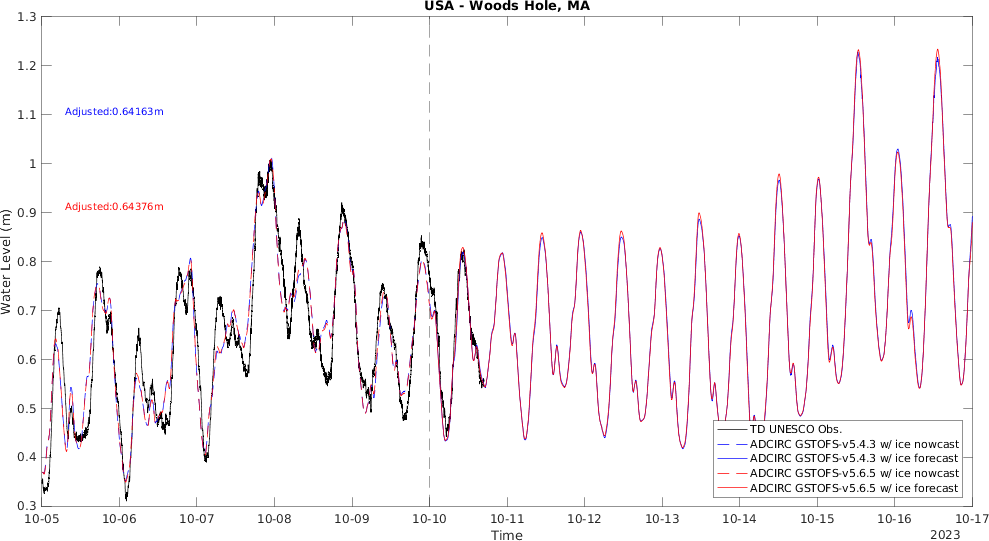 USA - Woods Hole, MA
1.3
1.2
1.1
1
0.9
0.8
0.7
0.6
0.5
0.4
0.3
Water Level (m)
Adjusted:0.64163m
Adjusted:0.64376m
TD UNESCO Obs.
ADCIRC GSTOFS-v5.4.3 w/ ice nowcast
ADCIRC GSTOFS-v5.4.3 w/ ice forecast
ADCIRC GSTOFS-v5.6.5 w/ ice nowcast
ADCIRC GSTOFS-v5.6.5 w/ ice forecast
10-05 10-06 10-07 10-08 10-09 10-10 10-11 10-12 10-13 10-14 10-15 10-16 10-17
Time
2023